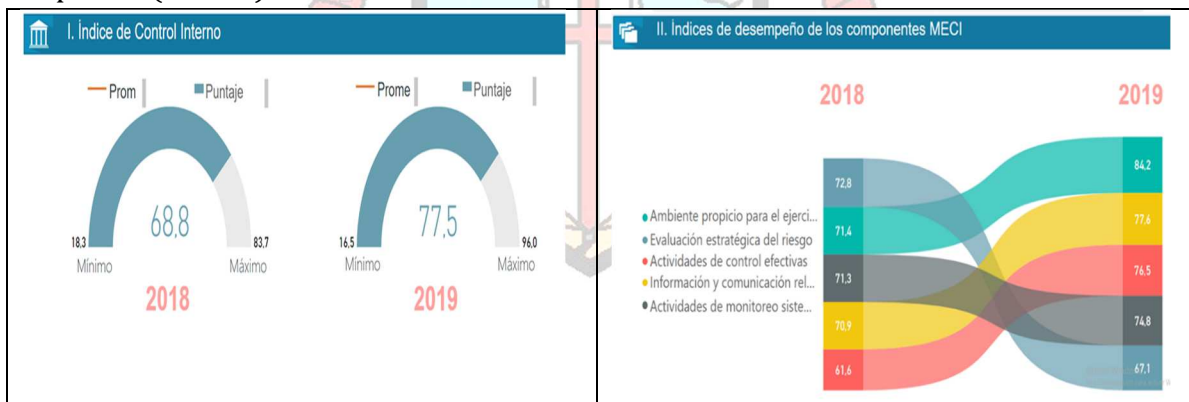 I. Índice de Control Interno
Prom
Puntaje
Prome
Puntaje
68,8
77,5
18,3
83,7
16,5
96,0
Mínimo
Máximo
Mínimo
Máximo
2018
2019
II. Índices de desempeño de los componentes MECI
2018
2019
Ambiente propicio para el ejerci...
Evaluación estratégica del riesgo
Actividades de control efectivas
Información y comunicación rel...
Actividades de monitoreo siste...
72,8
71,4
71,3
70,9
61,6
84,2
77,6
76,5
74,8
67,1